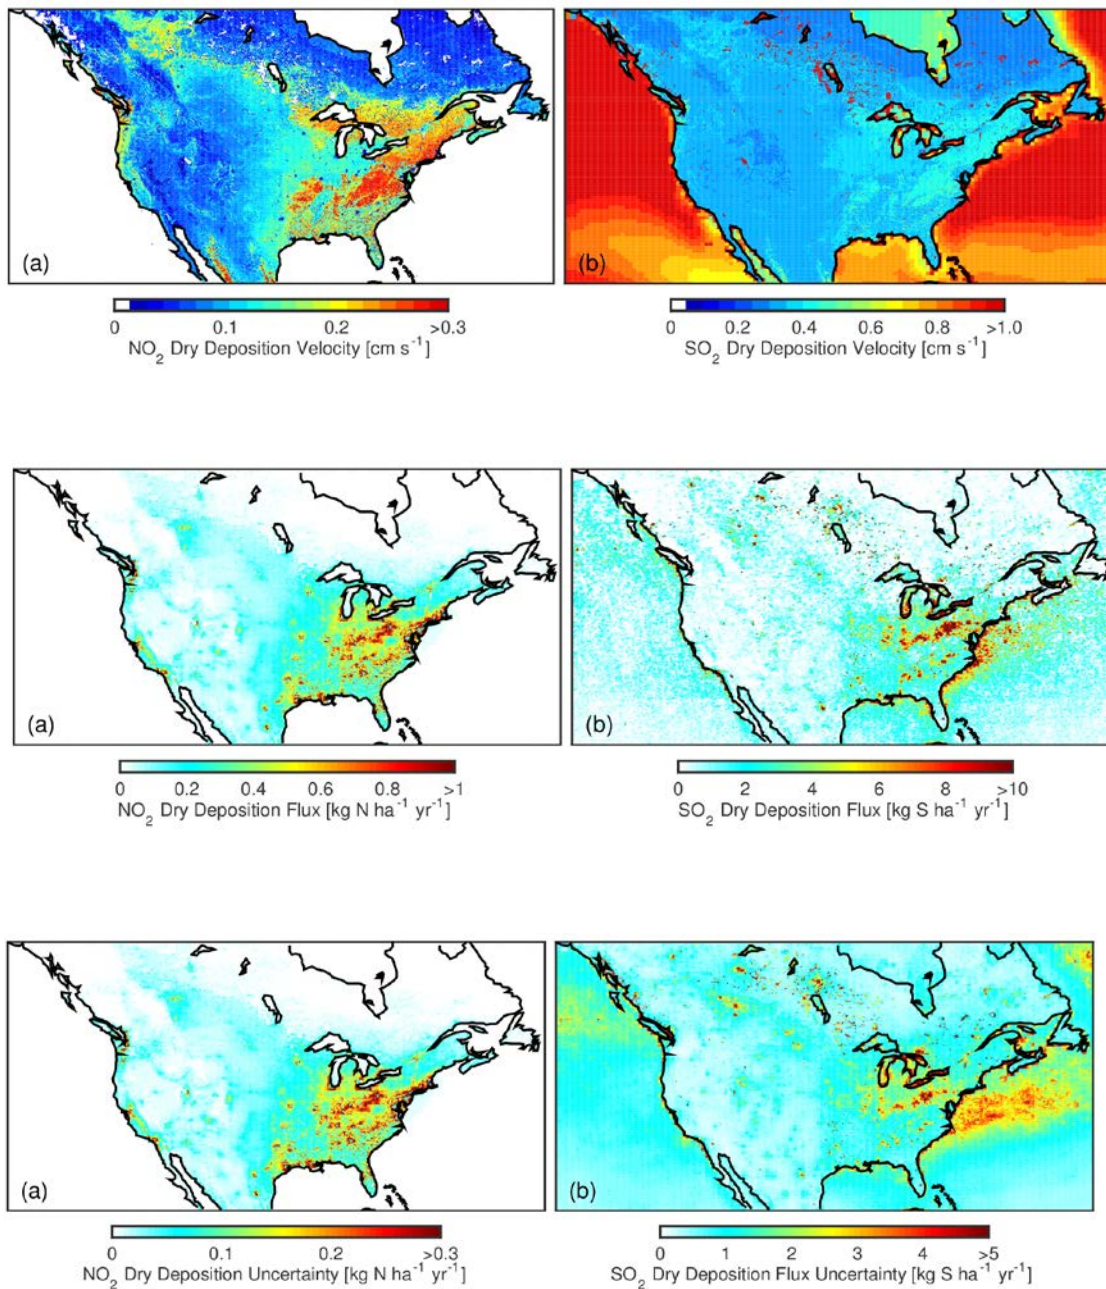 (a)
(b)
0 0.1 0.2 >0.3
NO₂ Dry Deposition Velocity [cm s⁻¹]
0 0.2 0.4 0.6 0.8 >1.0
SO₂ Dry Deposition Velocity [cm s⁻¹]
(a)
(b)
0 0.2 0.4 0.6 0.8 >1
NO₂ Dry Deposition Flux [kg N ha⁻¹ yr⁻¹]
0 2 4 6 8 >10
SO₂ Dry Deposition Flux [kg S ha⁻¹ yr⁻¹]
(a)
(b)
0 0.1 0.2 >0.3
NO₂ Dry Deposition Uncertainty [kg N ha⁻¹ yr⁻¹]
0 1 2 3 4 >5
SO₂ Dry Deposition Flux Uncertainty [kg S ha⁻¹ yr⁻¹]